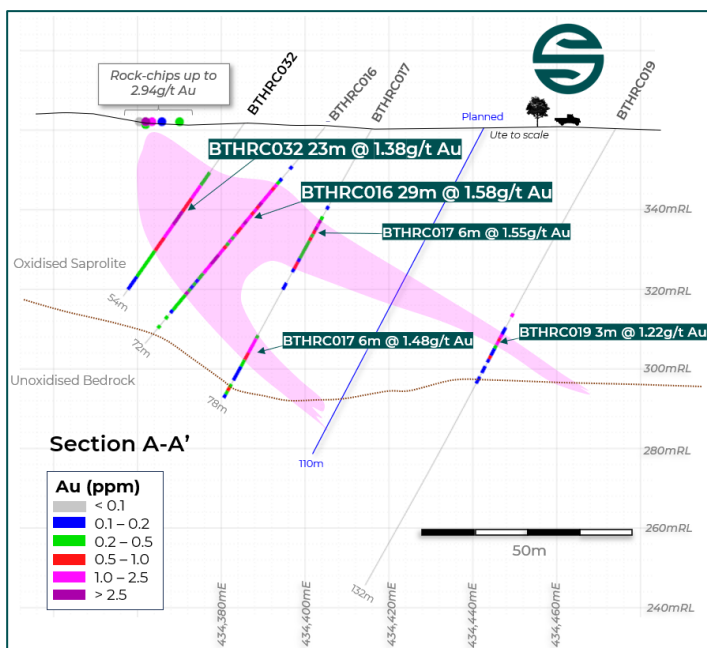 Rock-chips up to
2.94g/t Au
BTHRC032
BTHRC016
BTHRC017
Planned
Ute to scale
BTHRC019
BTHRC032 23m @ 1.38g/t Au
BTHRC016 29m @ 1.58g/t Au
BTHRC017 6m @ 1.55g/t Au
BTHRC017 6m @ 1.48g/t Au
BTHRC019 3m @ 1.22g/t Au
340mRL
320mRL
300mRL
280mRL
260mRL
240mRL
Oxidised Saprolite
Unoxidised Bedrock
54m
72m
78m
110m
132m
Section A-A’
Au (ppm)
< 0.1
0.1 – 0.2
0.2 – 0.5
0.5 – 1.0
1.0 – 2.5
> 2.5
50m
434,380mE
434,400mE
434,420mE
434,440mE
434,460mE